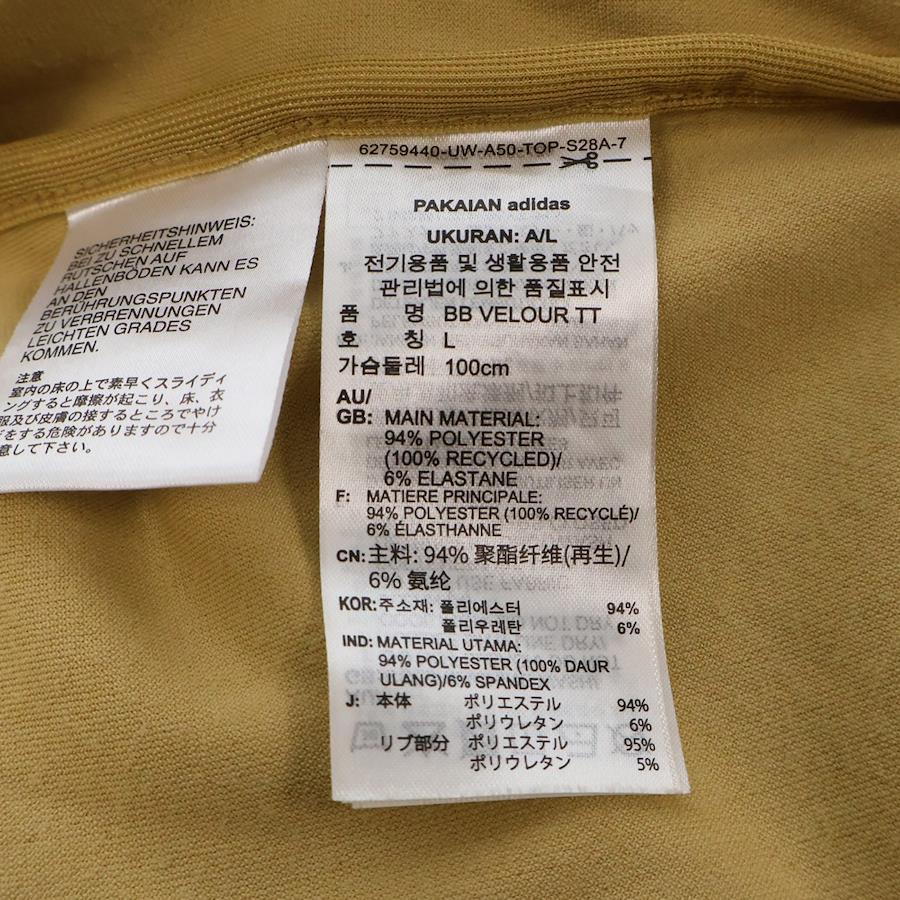 SICHERHEITSHINWEIS:
BEI ZU SCHNELLEM
RUTSCHEN AUF
HALLENBÖDEN KANN ES
AN DEN
BERÜHRUNGSPUNKTEN
ZU VERBRENNUNGEN
LEICHTEN GRADES
KOMMEN.
注意
室内の床の上で素早くスライディ
ングすると摩擦が起こり、床、衣
服及び皮膚の接するところでやけ
をする危険がありますので十分
意して下さい。
62759440-UW-A50-TOP-S28A-7
PAKAIAN adidas
UKURAN: A/L
전기용품 및 생활용품 안전
관리법에 의한 품질표시
품 명 BB VELOUR TT
호 칭 L
가슴둘레 100cm
AU/
GB: MAIN MATERIAL:
94% POLYESTER
(100% RECYCLED)/
6% ELASTANE
F: MATIERE PRINCIPALE:
94% POLYESTER (100% RECYCLÉ)/
6% ÉLASTHANNE
CN: 主料: 94% 聚酯纤维(再生)/
6% 氨纶
KOR: 주소재: 폴리에스터 94%
폴리우레탄 6%
IND: MATERIAL UTAMA:
94% POLYESTER (100% DAUR
ULANG)/6% SPANDEX
J: 本体 ポリエステル 94%
ポリウレタン 6%
リブ部分 ポリエステル 95%
ポリウレタン 5%